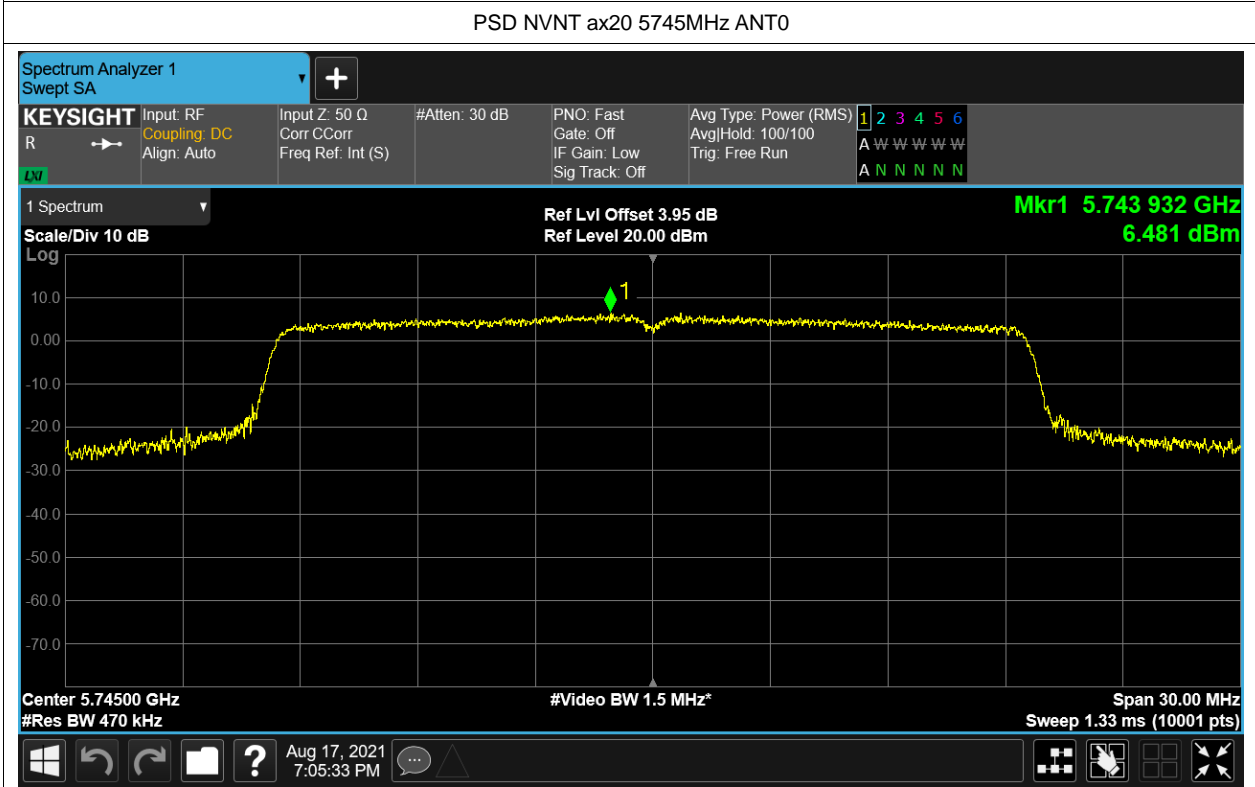 PSD NVNT ax20 5745MHz ANT0
Spectrum Analyzer 1
Swept SA
KEYSIGHT
R
LXI
Input: RF
Coupling: DC
Align: Auto
Input Z: 50 Ω
Corr CCorr
Freq Ref: Int (S)
#Atten: 30 dB
PNO: Fast
Gate: Off
IF Gain: Low
Sig Track: Off
Avg Type: Power (RMS)
Avg|Hold: 100/100
Trig: Free Run
1 2 3 4 5 6
A W W W W W
A N N N N N
1 Spectrum
Scale/Div 10 dB
Ref Lvl Offset 3.95 dB
Ref Level 20.00 dBm
Mkr1 5.743 932 GHz
6.481 dBm
Log
1
10.0
0.00
-10.0
-20.0
-30.0
-40.0
-50.0
-60.0
-70.0
Center 5.74500 GHz
#Video BW 1.5 MHz*
Span 30.00 MHz
#Res BW 470 kHz
Sweep 1.33 ms (10001 pts)
?
Aug 17, 2021
7:05:33 PM